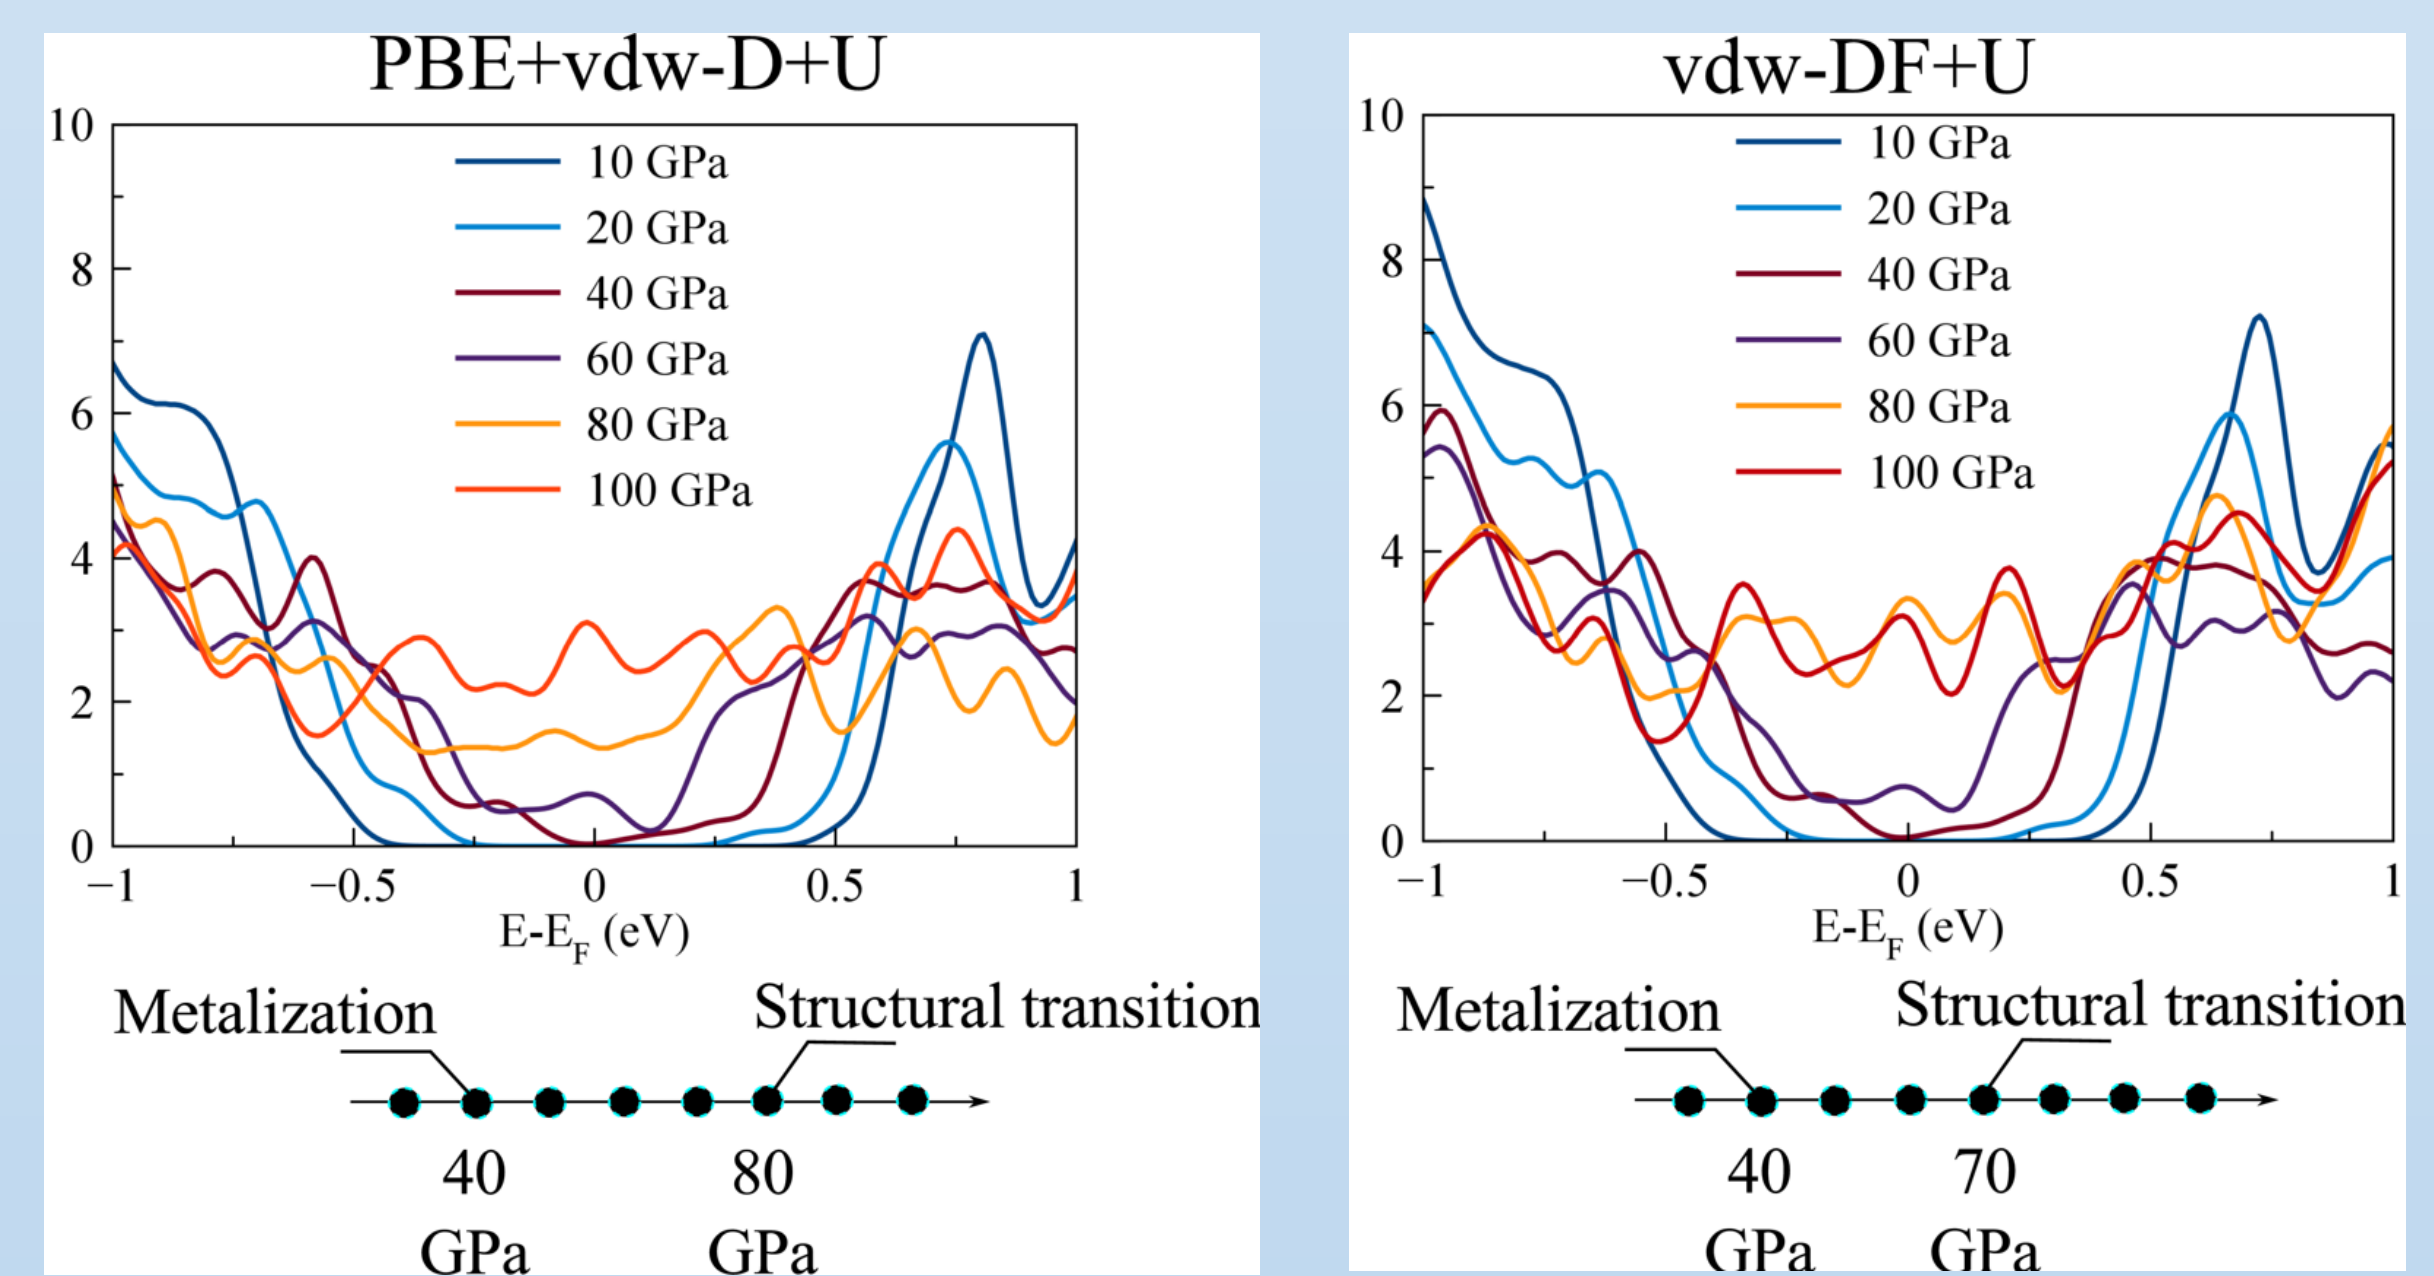 PBE+vdw-D+U
10
8
6
4
2
0
10 GPa
20 GPa
40 GPa
60 GPa
80 GPa
100 GPa
−1
−0.5
0
0.5
1
E-EF (eV)
Metalization
Structural transition
40
GPa
80
GPa
vdw-DF+U
10
8
6
4
2
0
10 GPa
20 GPa
40 GPa
60 GPa
80 GPa
100 GPa
−1
−0.5
0
0.5
1
E-EF (eV)
Metalization
Structural transition
40
GPa
70
GPa